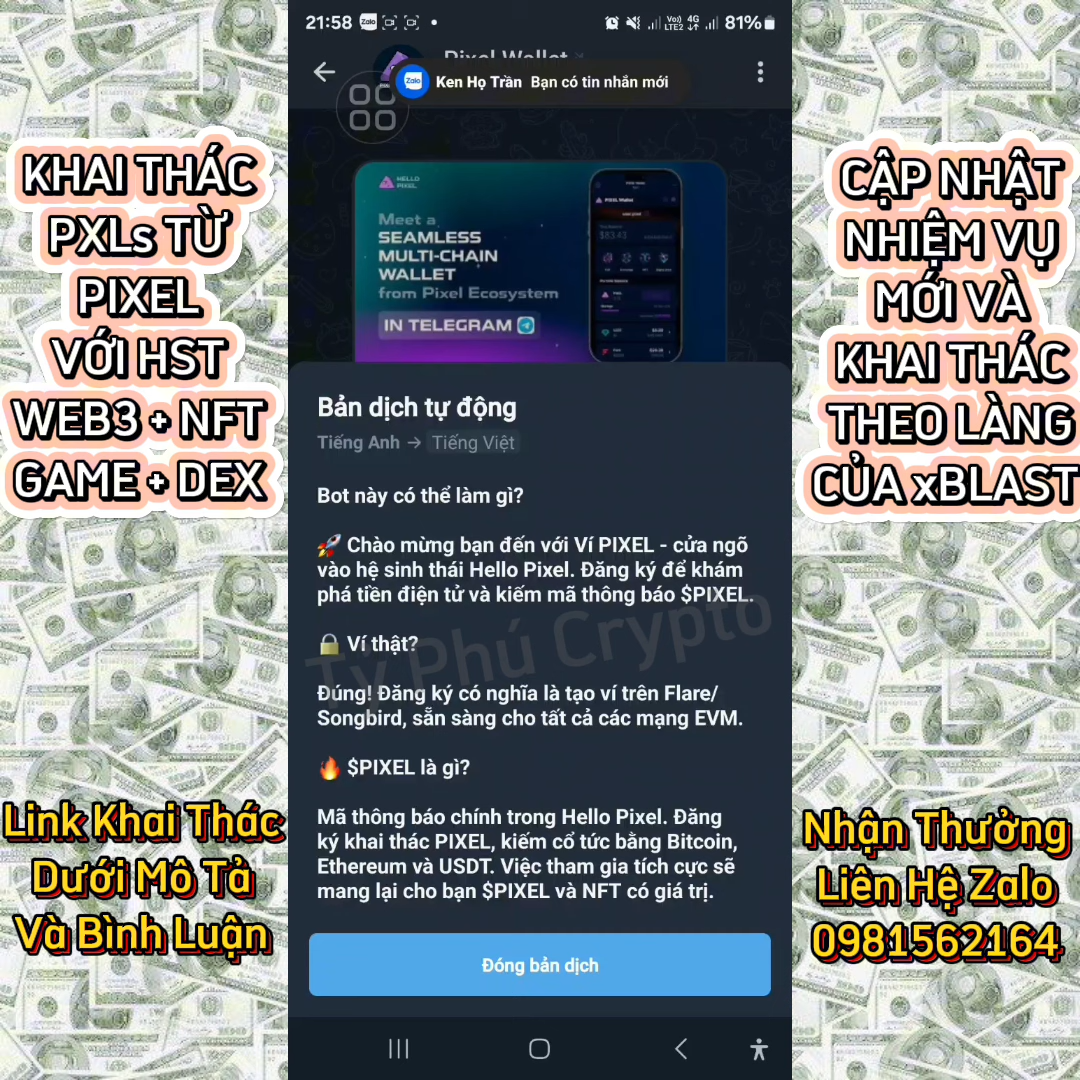 21:58
Zalo
Voo)
LTE2
4G
81%
Pixel Wallet
Zalo
Ken Họ Trần Bạn có tin nhắn mới
KHAI THÁC
PXLs TỪ
PIXEL
VỚI HST
WEB3 + NFT
GAME + DEX
CẬP NHẬT
NHIỆM VỤ
MỚI VÀ
KHAI THÁC
THEO LÀNG
CỦA xBLAST
HELLO
PIXEL
Meet a
SEAMLESS
MULTI-CHAIN
WALLET
from Pixel Ecosystem
IN TELEGRAM
PIXEL Wallet
$83.43
Bản dịch tự động
Tiếng Anh → Tiếng Việt
Bot này có thể làm gì?
🚀 Chào mừng bạn đến với Ví PIXEL - cửa ngõ
vào hệ sinh thái Hello Pixel. Đăng ký để khám
phá tiền điện tử và kiếm mã thông báo $PIXEL.
🔒 Ví thật?
Tỷ Phú Crypto
Đúng! Đăng ký có nghĩa là tạo ví trên Flare/
Songbird, sẵn sàng cho tất cả các mạng EVM.
🔥 $PIXEL là gì?
Mã thông báo chính trong Hello Pixel. Đăng
ký khai thác PIXEL, kiếm cổ tức bằng Bitcoin,
Ethereum và USDT. Việc tham gia tích cực sẽ
mang lại cho bạn $PIXEL và NFT có giá trị.
Đóng bản dịch
Link Khai Thác
Dưới Mô Tả
Và Bình Luận
Nhận Thưởng
Liên Hệ Zalo
0981562164